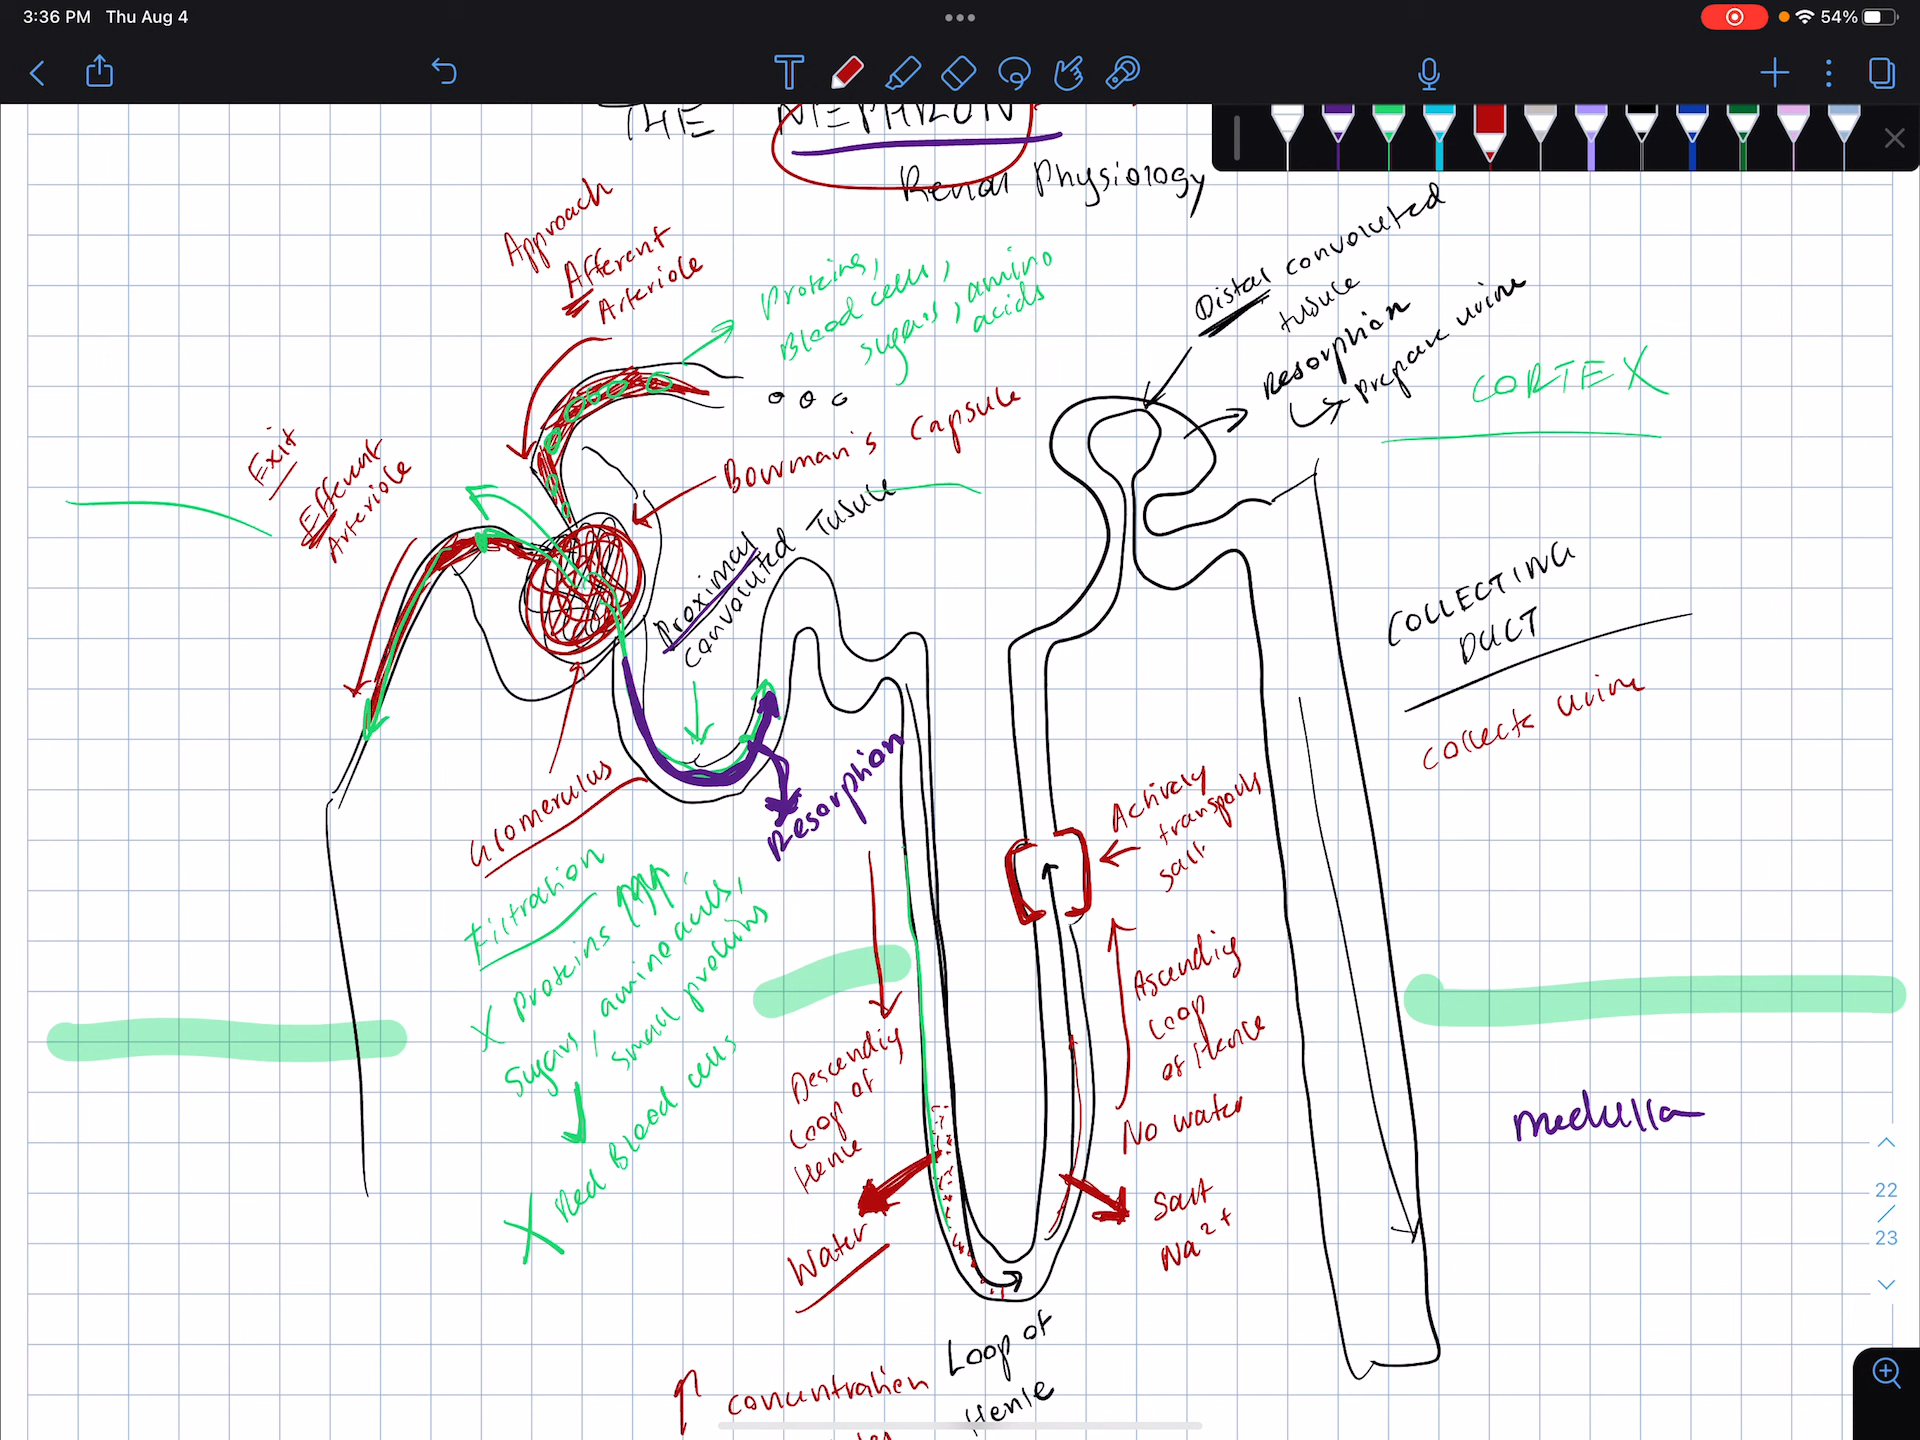 3:36 PM Thu Aug 4
54%
THE NEPHRON
Renal Physiology
Approach
Afferent
Arteriole
Proteins,
Blood cells,
sugars, amino
acids
Distal convoluted
tubule
Resorption
prepare urine
CORTEX
Exit
Efferent
Arteriole
Bowman's Capsule
Proximal
convoluted Tubule
COLLECTING
DUCT
collects urine
Glomerulus
Resorption
Filtration
X proteins
sugars, amino acids,
small proteins
X Red Blood cells
Actively
transports
salt
Descending
Loop of
Henle
Ascending
Loop
of Henle
No water
Water
Salt
Na2+
medulla
22
/
23
Loop of
Henle
↑ concentration